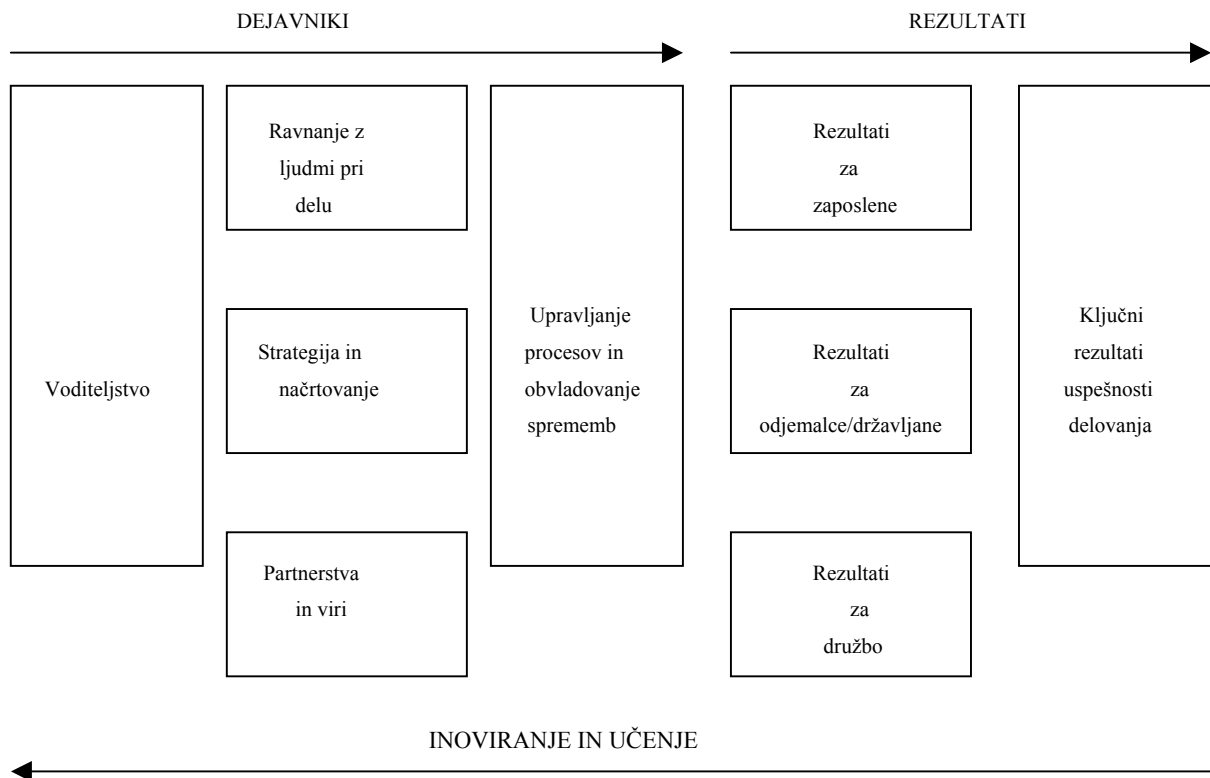 DEJAVNIKI
REZULTATI
Voditeljstvo
Ravnanje z
ljudmi pri
delu
Strategija in
načrtovanje
Partnerstva
in viri
Upravljanje
procesov in
obvladovanje
sprememb
Rezultati
za
zaposlene
Rezultati
za
odjemalce/državljane
Rezultati
za
družbo
Ključni
rezultati
uspešnosti
delovanja
INOVIRANJE IN UČENJE